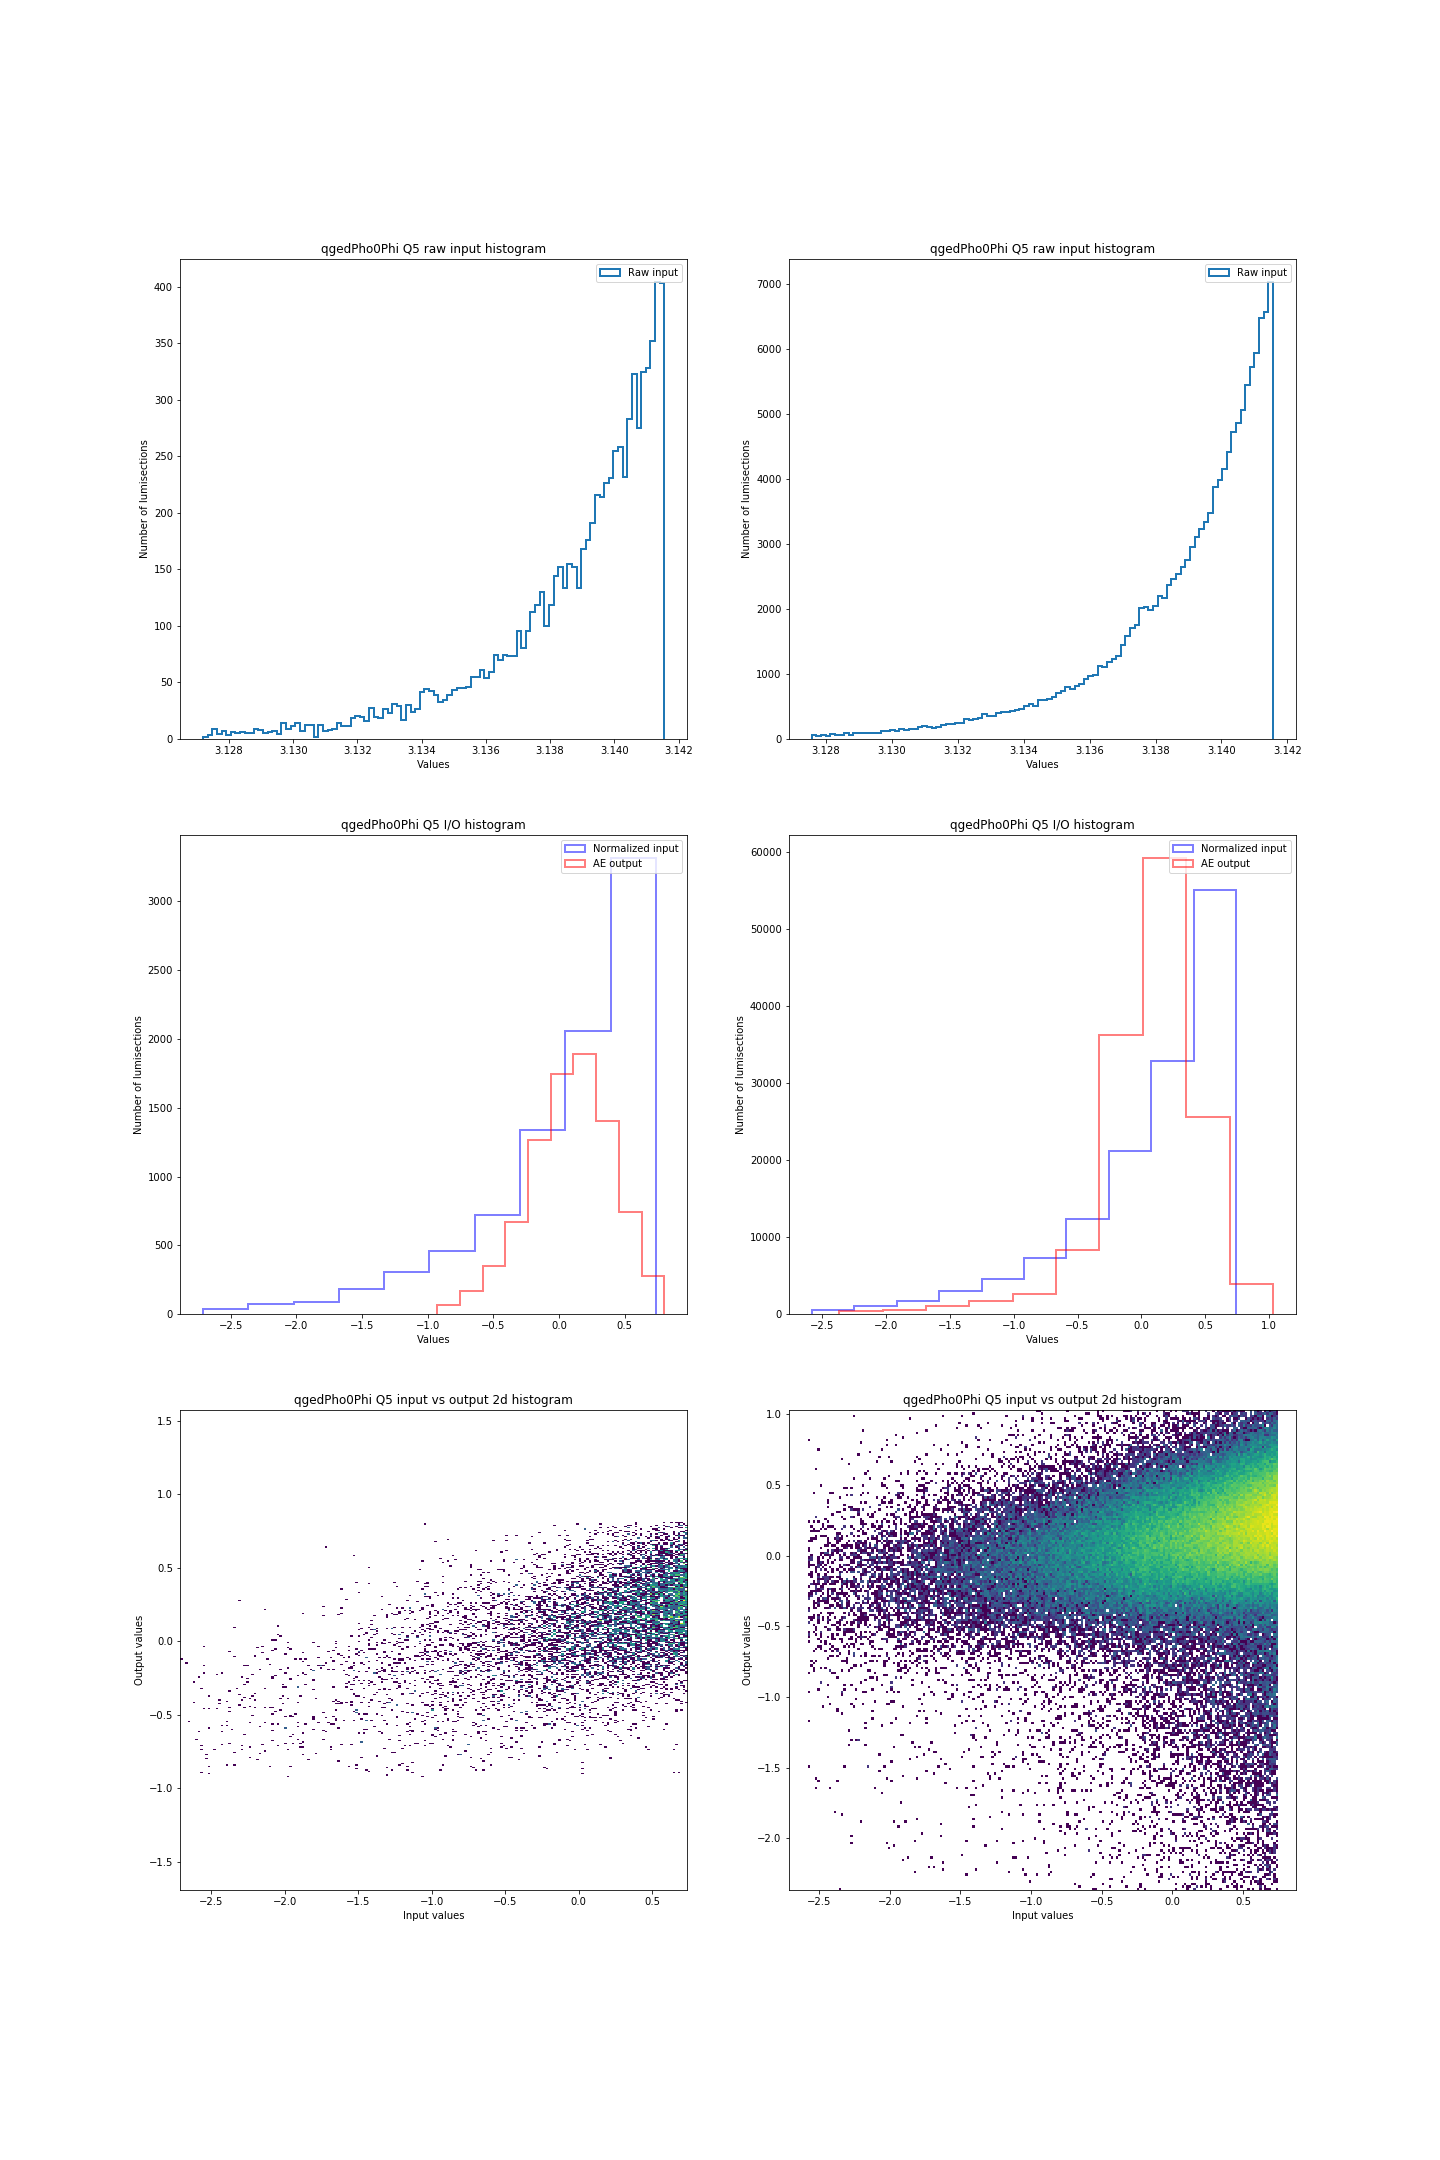 qgedPho0Phi Q5 raw input histogram
Raw input
Number of lumisections
400
350
300
250
200
150
100
50
0
3.128 3.130 3.132 3.134 3.136 3.138 3.140 3.142
Values
qgedPho0Phi Q5 raw input histogram
Raw input
Number of lumisections
7000
6000
5000
4000
3000
2000
1000
0
3.128 3.130 3.132 3.134 3.136 3.138 3.140 3.142
Values
qgedPho0Phi Q5 I/O histogram
Normalized input
AE output
Number of lumisections
3000
2500
2000
1500
1000
500
0
−2.5 −2.0 −1.5 −1.0 −0.5 0.0 0.5
Values
qgedPho0Phi Q5 I/O histogram
Normalized input
AE output
Number of lumisections
60000
50000
40000
30000
20000
10000
0
−2.5 −2.0 −1.5 −1.0 −0.5 0.0 0.5 1.0
Values
qgedPho0Phi Q5 input vs output 2d histogram
Output values
1.5
1.0
0.5
0.0
−0.5
−1.0
−1.5
−2.5 −2.0 −1.5 −1.0 −0.5 0.0 0.5
Input values
qgedPho0Phi Q5 input vs output 2d histogram
Output values
1.0
0.5
0.0
−0.5
−1.0
−1.5
−2.0
−2.5 −2.0 −1.5 −1.0 −0.5 0.0 0.5
Input values